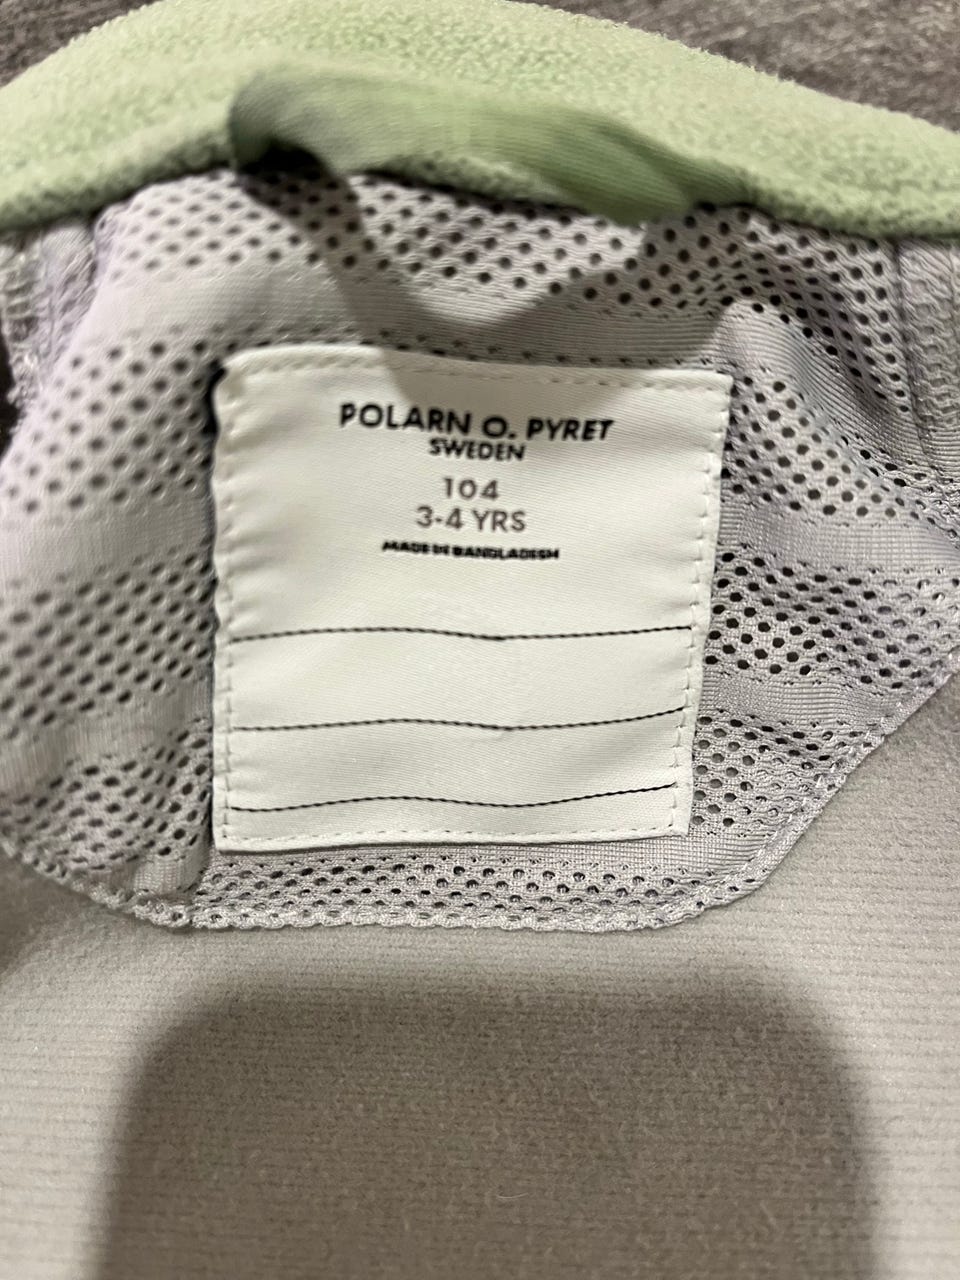 POLARN O. PYRET
SWEDEN
104
3-4 YRS
MADE IN BANGLADESH